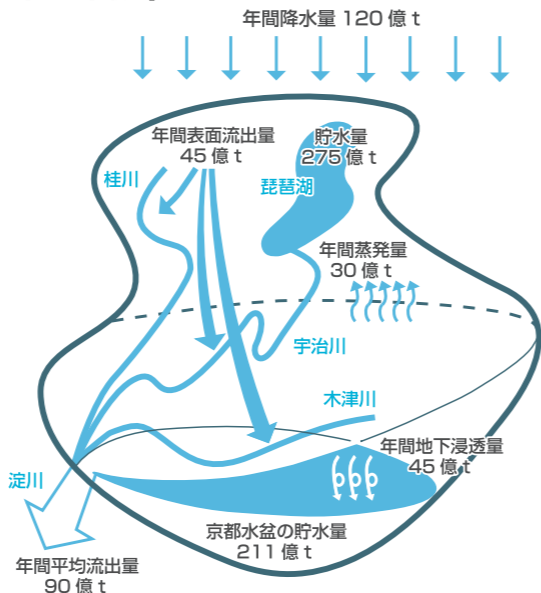 年間降水量 120 億 t
年間表面流出量
45 億 t
貯水量
275 億 t
桂川
琵琶湖
年間蒸発量
30 億 t
宇治川
木津川
年間地下浸透量
45 億 t
淀川
京都水盆の貯水量
211 億 t
年間平均流出量
90 億 t